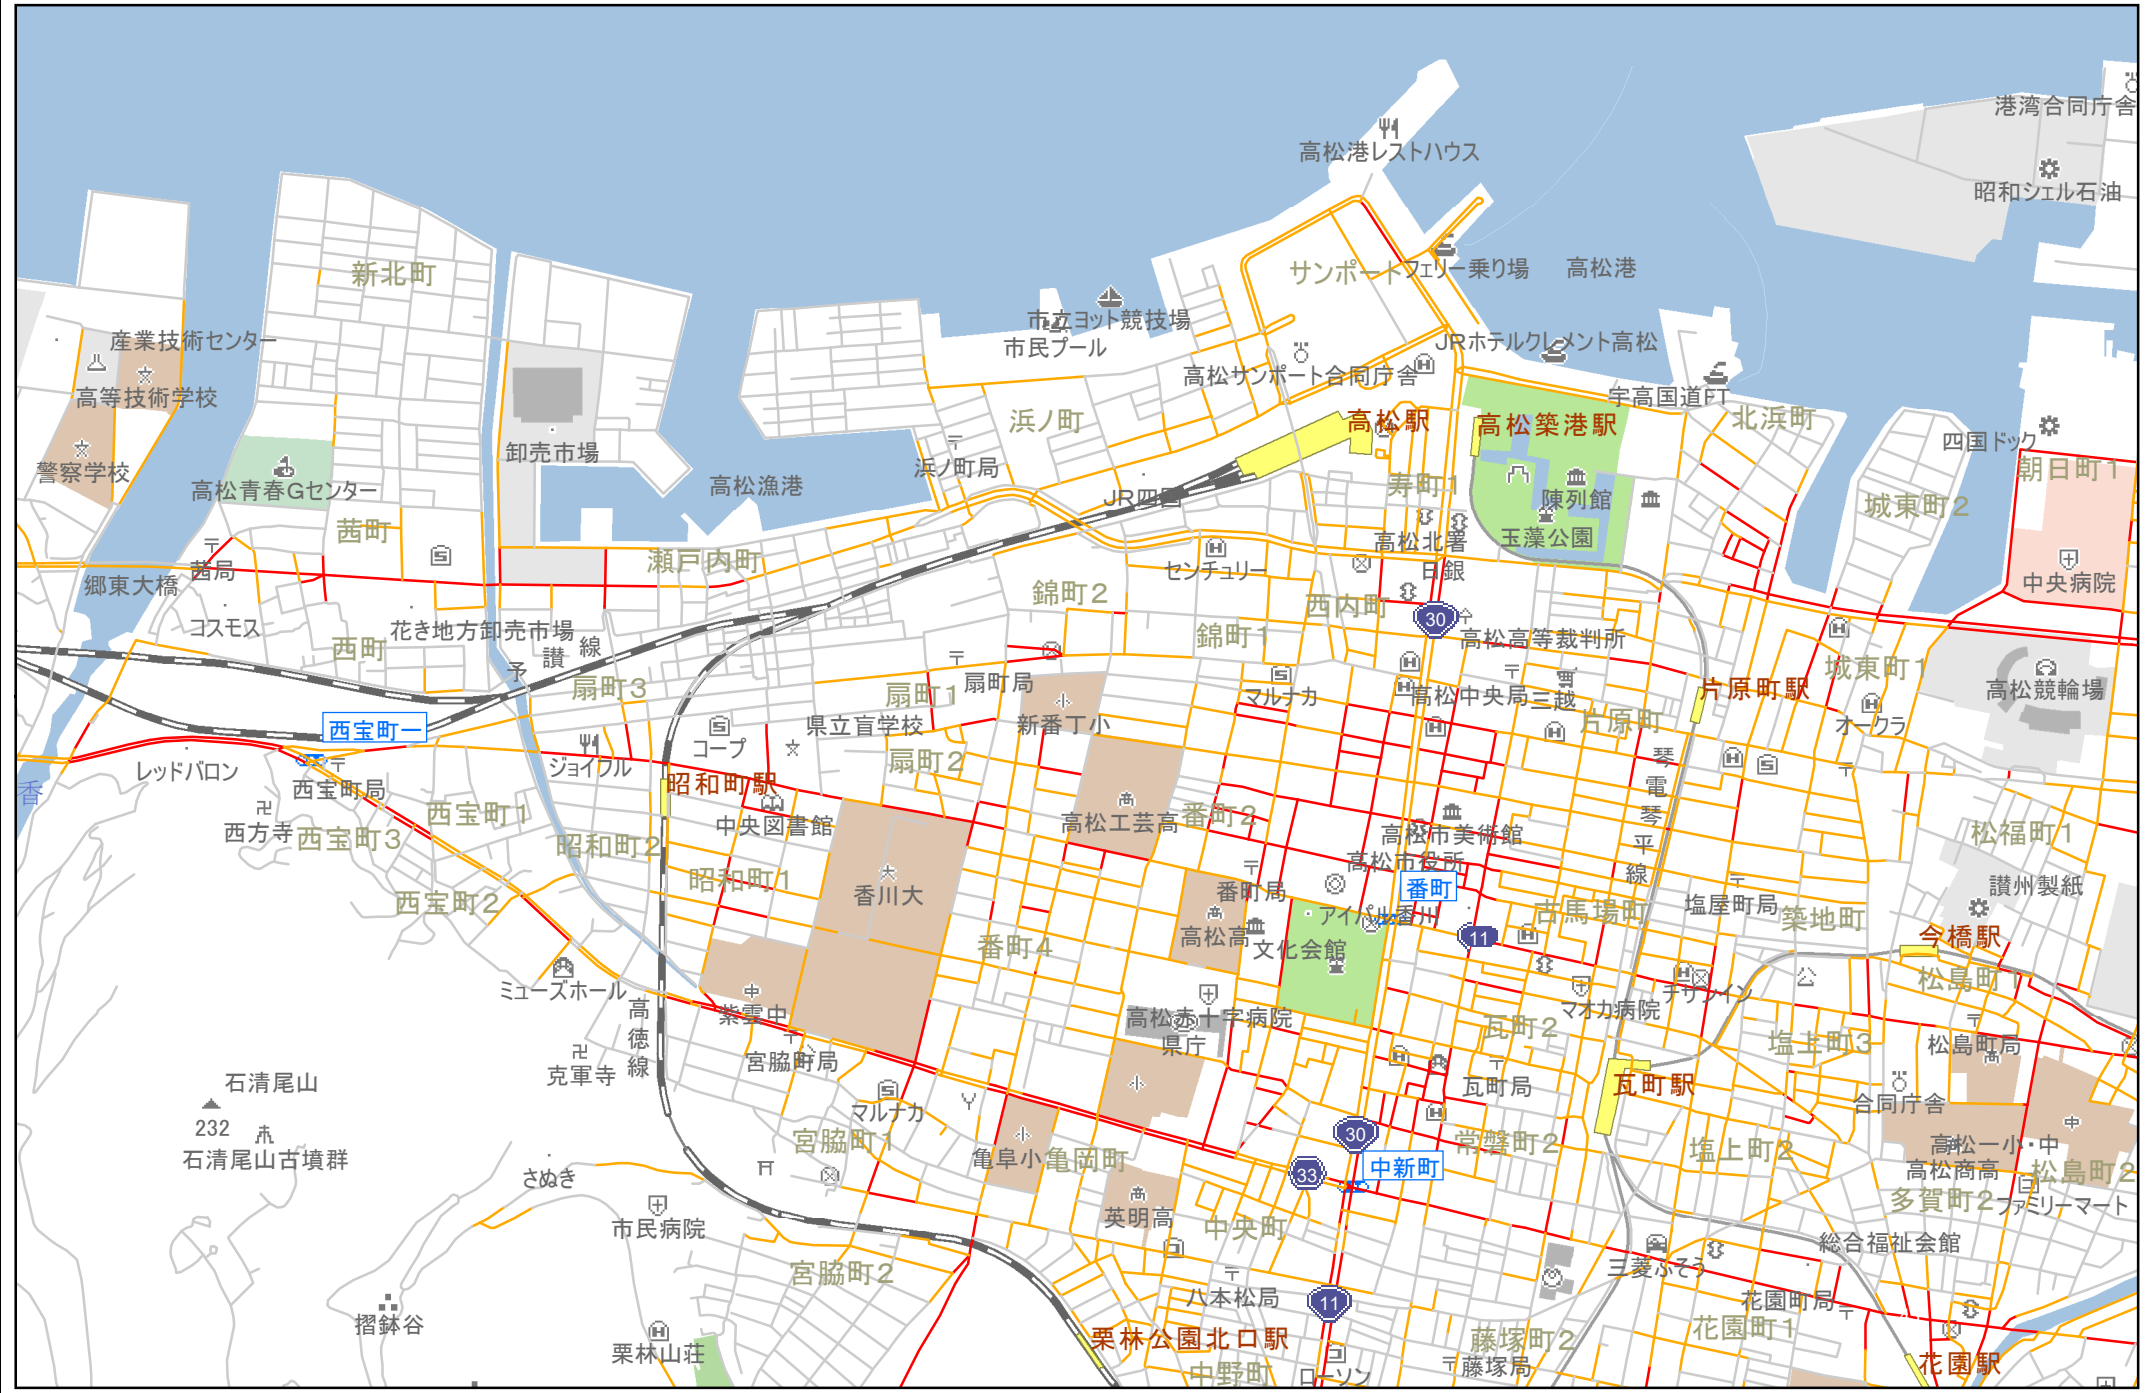 港湾合同庁舎
高松港レストハウス
昭和シェル石油
新北町
サンポート
フェリー乗り場
高松港
産業技術センター
市立ヨット競技場
市民プール
JRホテルクレメント高松
高等技術学校
高松サンポート合同庁舎
宇高国道FT
浜ノ町
高松駅
高松築港駅
北浜町
卸売市場
警察学校
高松青春Gセンター
高松漁港
浜ノ町局
JR四国
寿町1
陳列館
四国ドック
朝日町1
城東町2
茜町
高松北署
玉藻公園
瀬戸内町
茜局
郷東大橋
センチュリー
日銀
中央病院
錦町2
西内町
30
コスモス
花き地方卸売市場
西町
予讃線
錦町1
高松高等裁判所
扇町3
扇町1
扇町局
マルナカ
高松中央局
三越
片原町駅
城東町1
高松競輪場
西宝町一
コープ
県立盲学校
新番丁小
片原町
オークラ
レッドバロン
ジョイフル
扇町2
琴電琴平線
香
西宝町局
昭和町駅
西方寺
西宝町3
西宝町1
中央図書館
高松工芸高
番町2
高松市美術館
松福町1
昭和町2
高松市役所
昭和町1
香川大
番町局
番町
讃州製紙
西宝町2
アイパル香川
古馬場町
塩屋町局
築地町
番町4
高松高
文化会館
11
今橋駅
松島町1
ミューズホール
紫雲中
高松赤十字病院
マオカ病院
チサンイン
高徳線
県庁
瓦町2
塩上町3
松島町局
宮脇町局
克軍寺
石清尾山
瓦町局
瓦町駅
232
マルナカ
合同庁舎
石清尾山古墳群
宮脇町1
亀阜小
亀岡町
30
常磐町2
塩上町2
高松一小・中
さぬき
33
中新町
高松商高
松島町2
市民病院
英明高
中央町
多賀町2
ファミリーマート
宮脇町2
三菱ふそう
総合福祉会館
八本松局
11
花園町局
摺鉢谷
栗林山荘
栗林公園北口駅
藤塚町2
花園町1
中野町
ローソン
藤塚局
花園駅